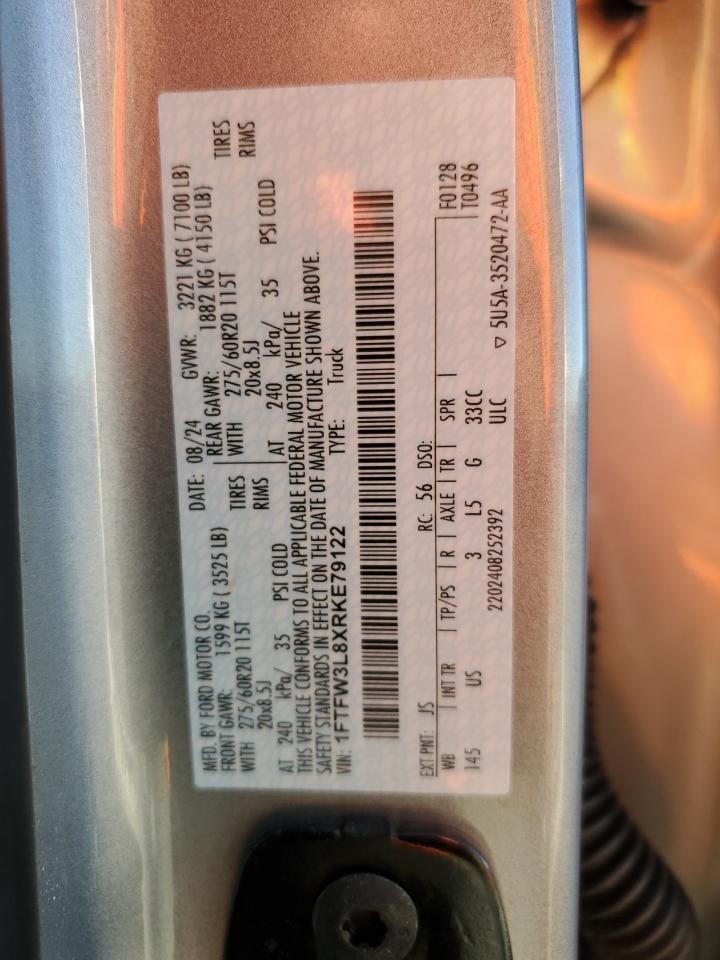 MFD. BY FORD MOTOR CO. DATE: 08/24 GVWR: 3221 KG ( 7100 LB)
FRONT GAWR: 1599 KG ( 3525 LB) REAR GAWR: 1882 KG ( 4150 LB)
WITH 275/60R20 115T TIRES WITH 275/60R20 115T TIRES
20x8.5J RIMS 20x8.5J RIMS
AT 240 kPa/ 35 PSI COLD AT 240 kPa/ 35 PSI COLD
THIS VEHICLE CONFORMS TO ALL APPLICABLE FEDERAL MOTOR VEHICLE
SAFETY STANDARDS IN EFFECT ON THE DATE OF MANUFACTURE SHOWN ABOVE.
VIN: 1FTFW3L8XRKE79122 TYPE: Truck
EXT PNT: JS RC: 56 DSO: F0128
WB INT TR TP/PS R AXLE TR SPR T0496
145 US 3 L5 G 33CC
2202408252392 ULC 5U5A-3520472-AA